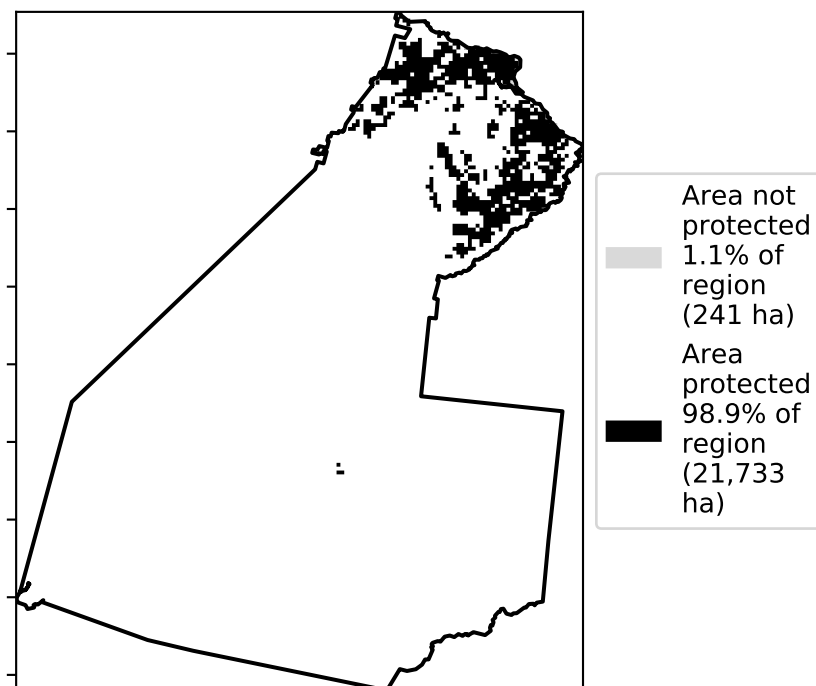 Area not
protected
1.1% of
region
(241 ha)
Area
protected
98.9% of
region
(21,733
ha)